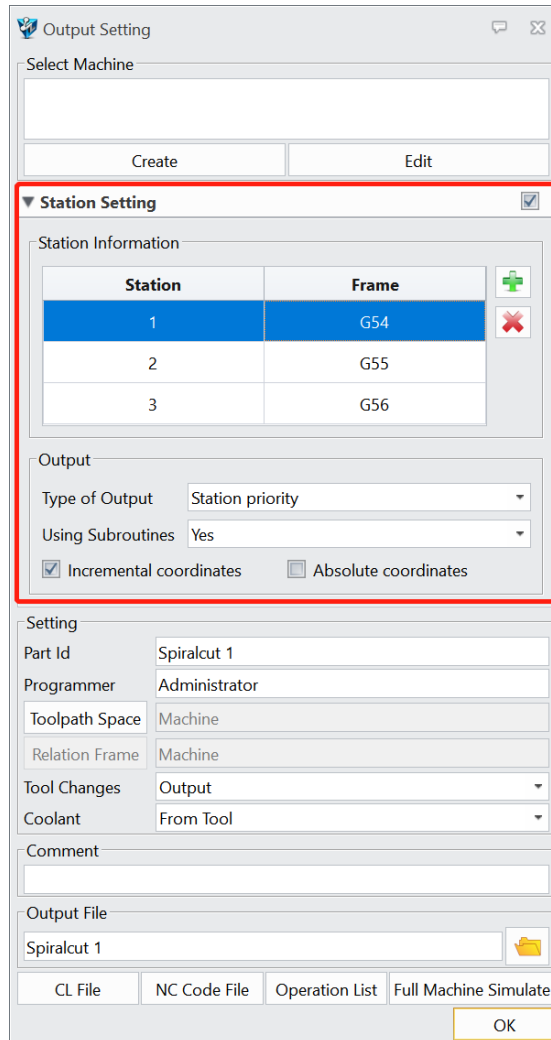 Output Setting
Select Machine
Create Edit
Station Setting
Station Information
Station Frame
1 G54
2 G55
3 G56
Output
Type of Output Station priority
Using Subroutines Yes
Incremental coordinates Absolute coordinates
Setting
Part Id Spiralcut 1
Programmer Administrator
Toolpath Space Machine
Relation Frame Machine
Tool Changes Output
Coolant From Tool
Comment
Output File
Spiralcut 1
CL File NC Code File Operation List Full Machine Simulate
OK